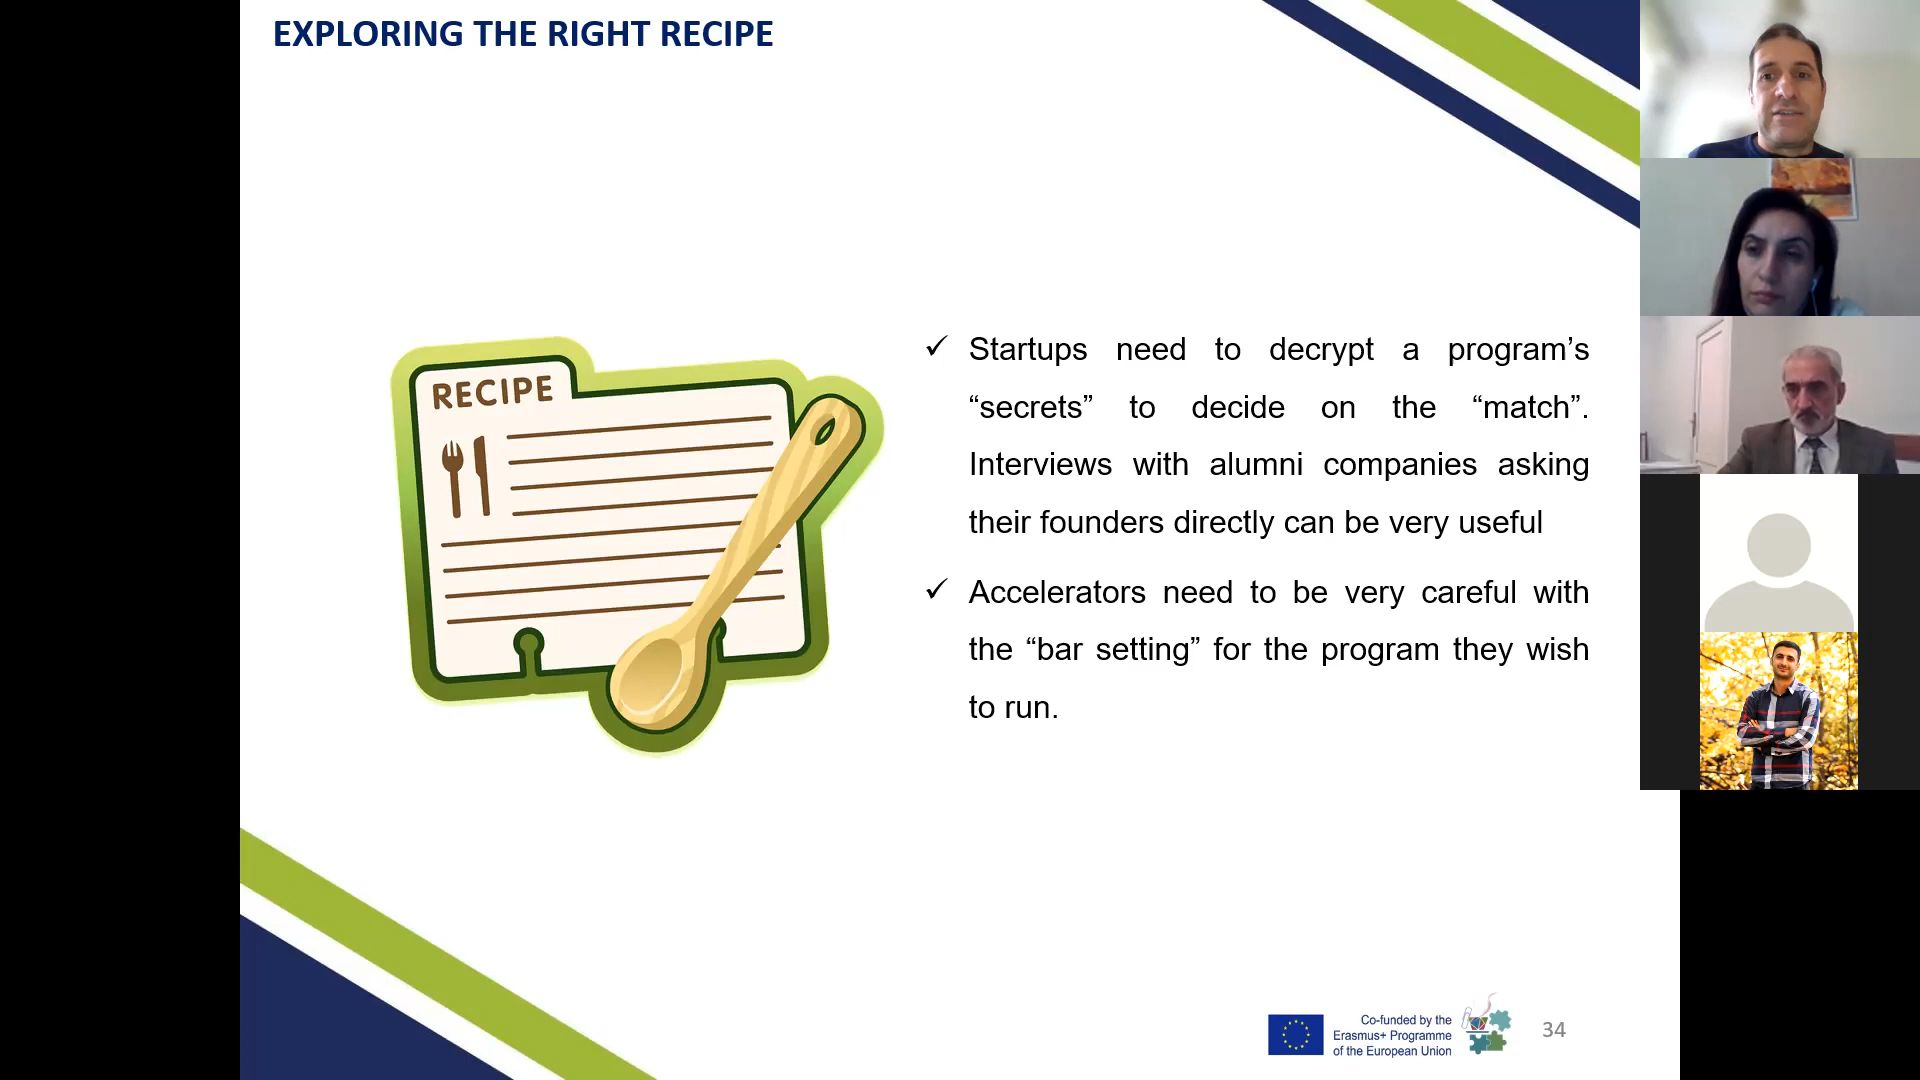 EXPLORING THE RIGHT RECIPE
RECIPE
✓ Startups need to decrypt a program’s
“secrets” to decide on the “match”.
Interviews with alumni companies asking
their founders directly can be very useful
✓ Accelerators need to be very careful with
the “bar setting” for the program they wish
to run.
Co-funded by the
Erasmus+ Programme
of the European Union
34